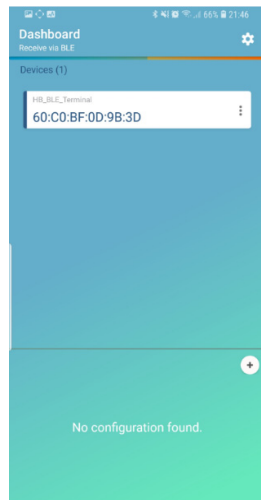 66% 21:46
Dashboard
Receive via BLE
Devices (1)
HB_BLE_Terminal
60:C0:BF:0D:9B:3D
No configuration found.